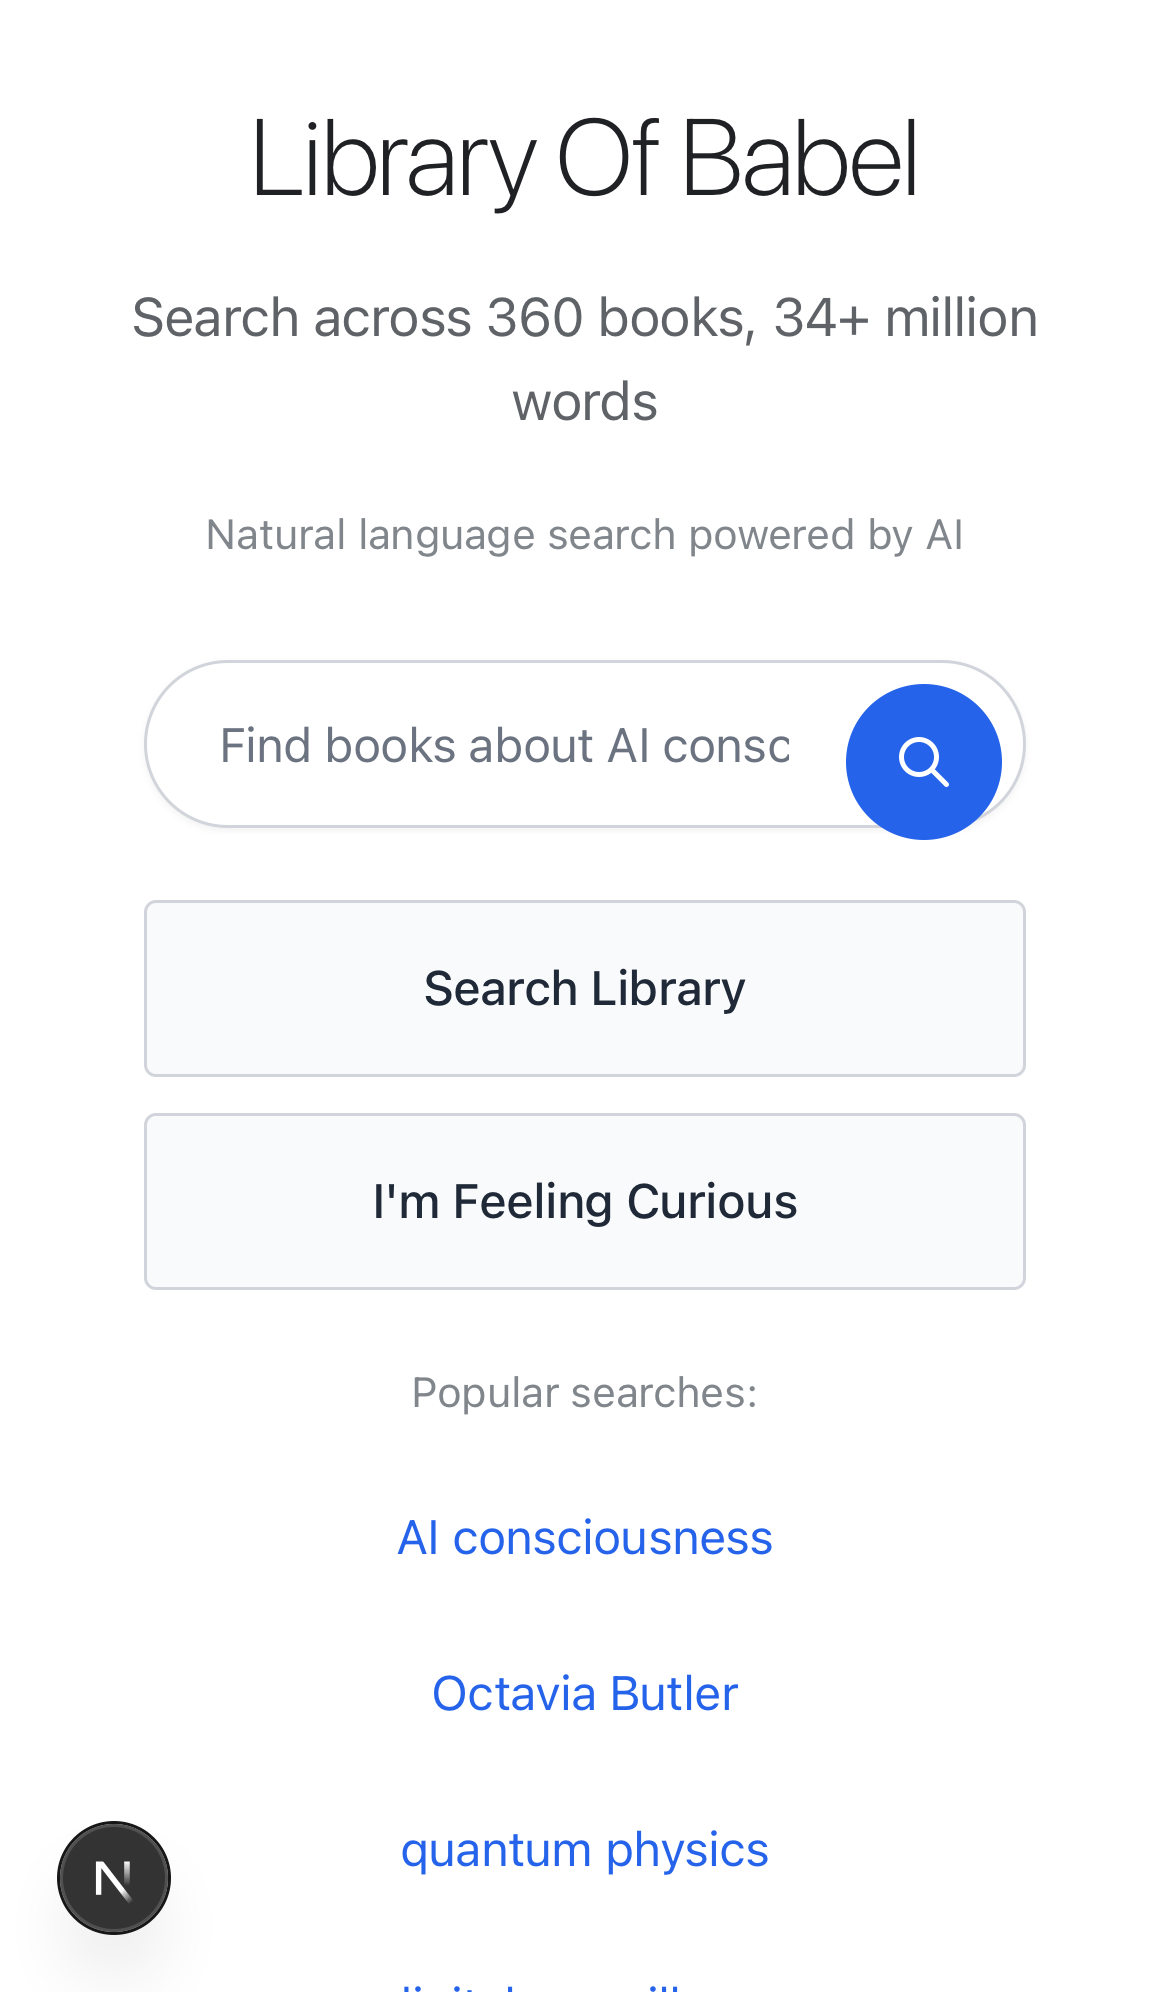 Library Of Babel
Search across 360 books, 34+ million
words
Natural language search powered by AI
Find books about AI consc
Search Library
I'm Feeling Curious
Popular searches:
AI consciousness
Octavia Butler
quantum physics
N